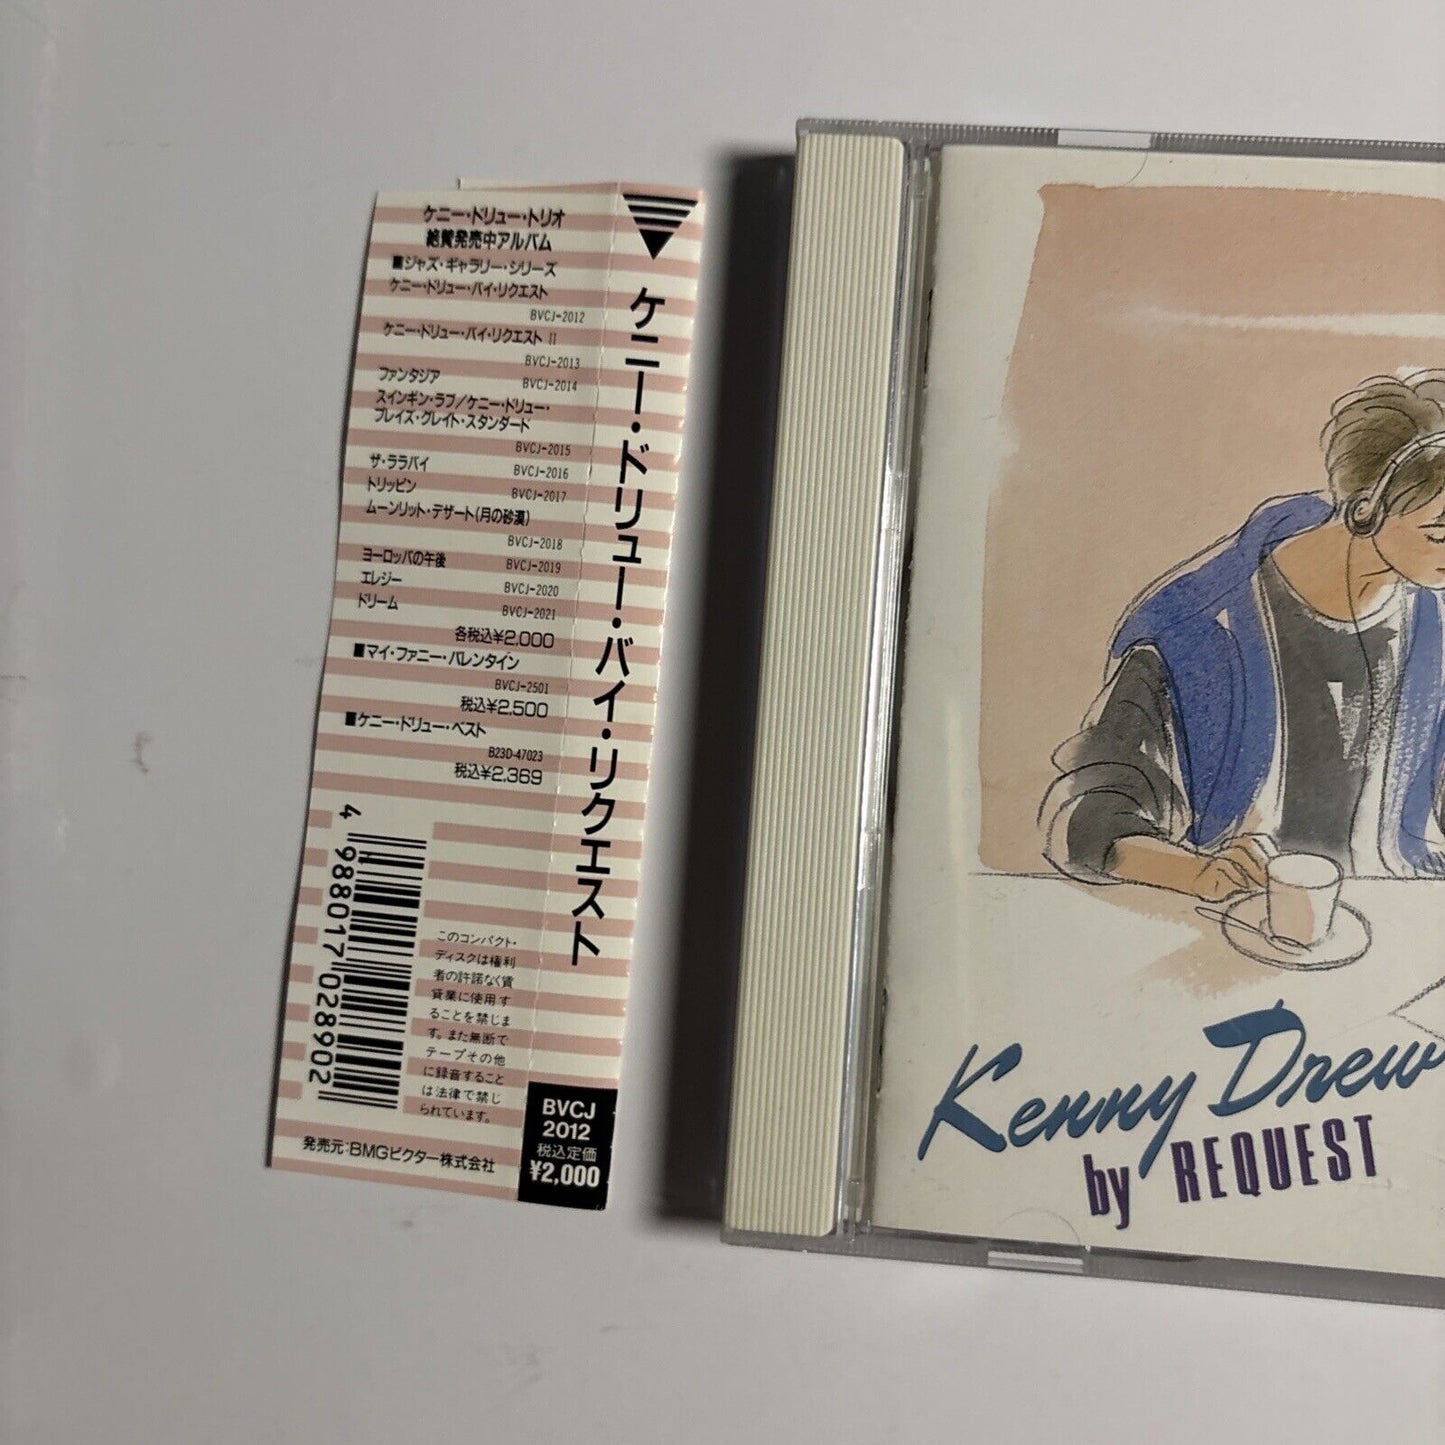 ケニー・ドリュー・トリオ
絶賛発売中アルバム
■ジャズ・ギャラリー・シリーズ
ケニー・ドリュー・バイ・リクエスト
BVCJ-2012
ケニー・ドリュー・バイ・リクエスト II
BVCJ-2013
ファンタジア
BVCJ-2014
スインギン・ラブ/ケニー・ドリュー・
プレイズ・グレイト・スタンダード
BVCJ-2015
ザ・ララバイ
BVCJ-2016
トリッピン
BVCJ-2017
ムーンリット・デザート(月の砂漠)
BVCJ-2018
ヨーロッパの午後
BVCJ-2019
エレジー
BVCJ-2020
ドリーム
BVCJ-2021
各税込¥2,000
■マイ・ファニー・バレンタイン
BVCJ-2501
税込¥2,500
■ケニー・ドリュー・ベスト
B23D-47023
税込¥2,369
4 988017 028902
このコンパクト・
ディスクは権利
者の許諾なく賃
貸業に使用す
ることを禁じま
す。また無断で
テープその他
に録音すること
は法律で禁じ
られています。
発売元:BMGビクター株式会社
ケニー・ドリュー・バイ・リクエスト
BVCJ
2012
税込定価
¥2,000
Kenny Drew
by REQUEST